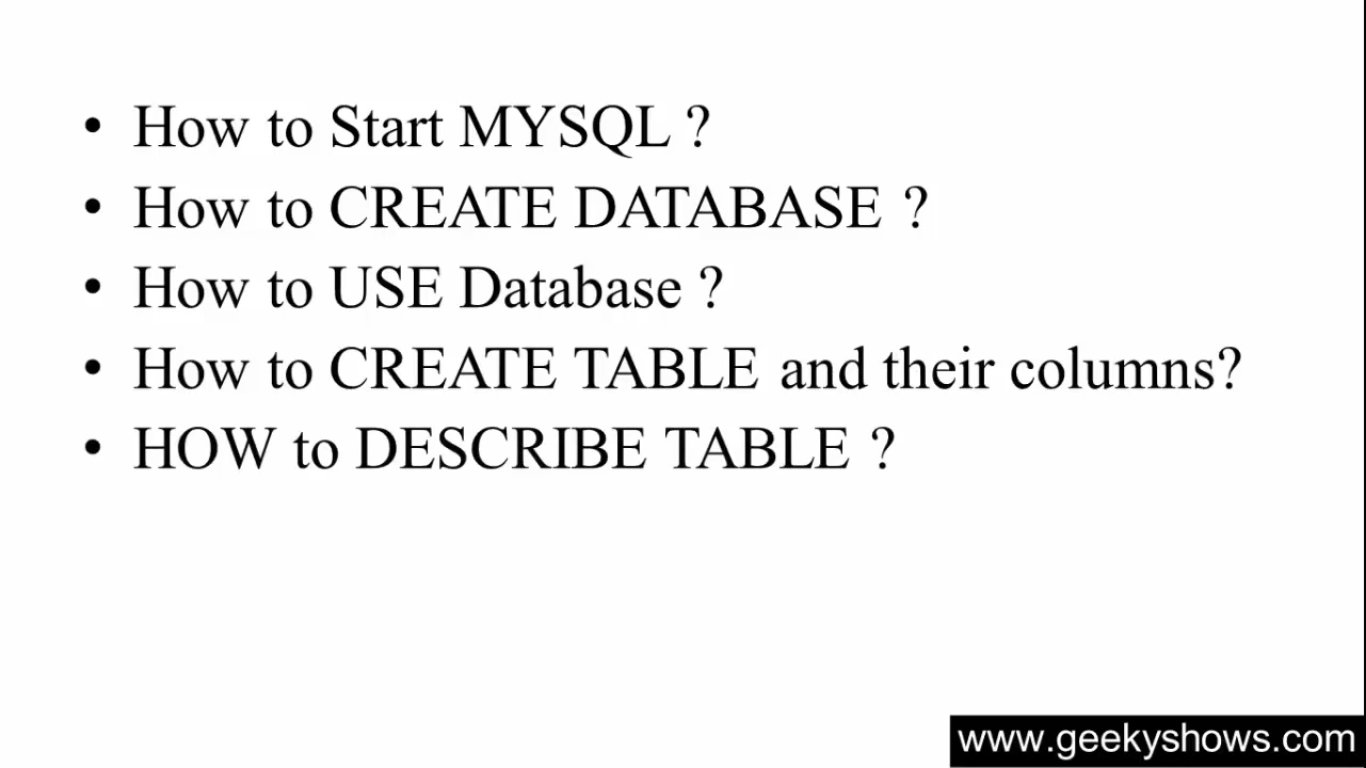 • How to Start MYSQL ?
• How to CREATE DATABASE ?
• How to USE Database ?
• How to CREATE TABLE and their columns?
• HOW to DESCRIBE TABLE ?
www.geekyshows.com